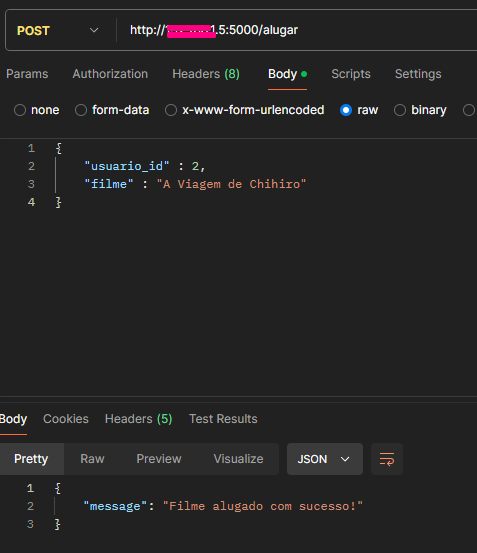 POST http:// 1.5:5000/alugar
Params Authorization Headers (8) Body Scripts Settings
none form-data x-www-form-urlencoded raw binary
1 {
2 "usuario_id" : 2,
3 "filme" : "A Viagem de Chihiro"
4 }
Body Cookies Headers (5) Test Results
Pretty Raw Preview Visualize JSON
1 {
2 "message": "Filme alugado com sucesso!"
3 }